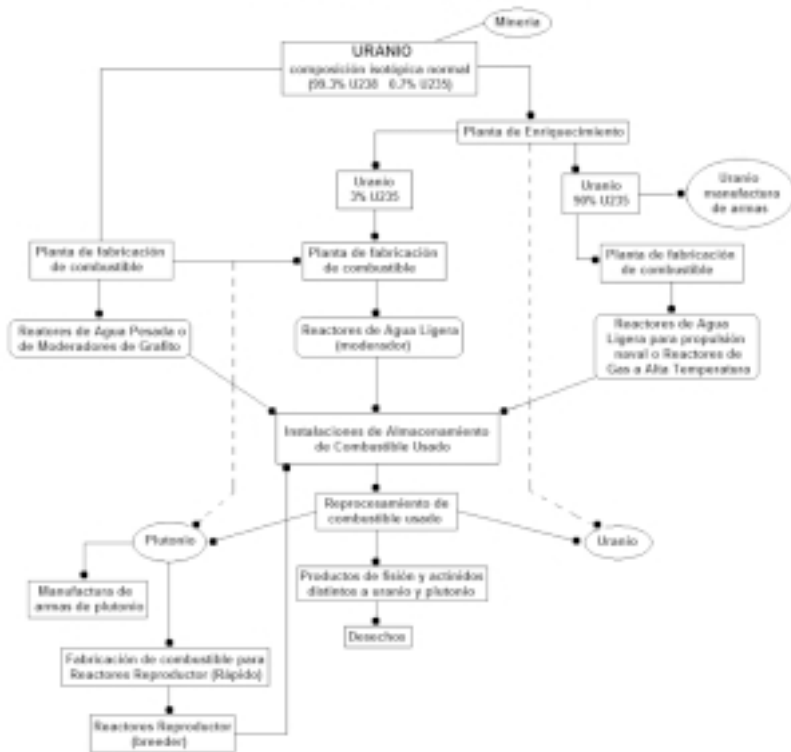 Minería
URANIO
composición isotópica normal
(99.3% U238 0.7% U235)
Planta de Enriquecimiento
Uranio
3% U235
Uranio
90% U235
Uranio
manufactura
de armas
Planta de fabricación
de combustible
Planta de fabricación
de combustible
Planta de fabricación
de combustible
Reatores de Agua Pesada o
de Moderadores de Grafito
Reactores de Agua Ligera
(moderador)
Reactores de Agua
Ligera para propulsión
naval o Reactores de
Gas a Alta Temperatura
Instalaciones de Almacenamiento
de Combustible Usado
Reprocesamiento de
combustible usado
Plutonio
Uranio
Manufactura de
armas de plutonio
Productos de fisión y actínidos
distintos a uranio y plutonio
Desechos
Fabricación de combustible para
Reactores Reproductor (Rápido)
Reactores Reproductor
(breeder)